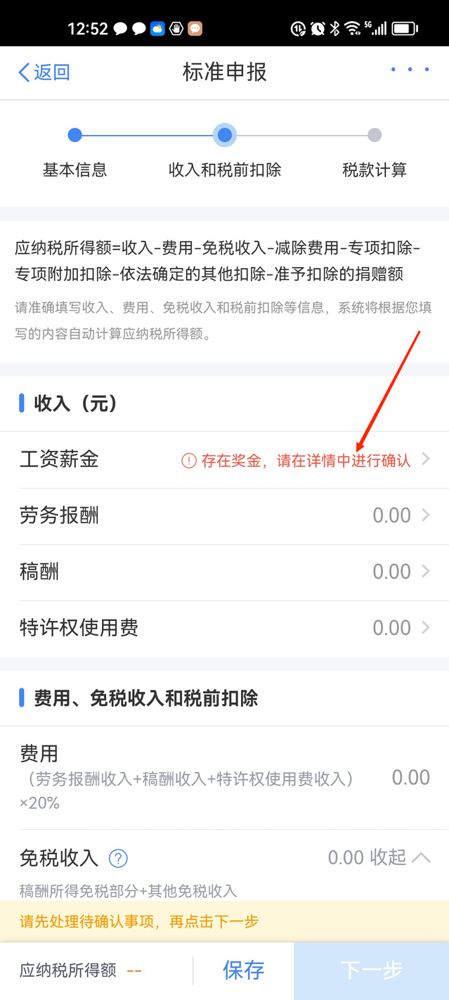 12:52
5G
返回
标准申报
基本信息
收入和税前扣除
税款计算
应纳税所得额=收入-费用-免税收入-减除费用-专项扣除-
专项附加扣除-依法确定的其他扣除-准予扣除的捐赠额
请准确填写收入、费用、免税收入和税前扣除等信息，系统将根据您填
写的内容自动计算应纳税所得额。
收入（元）
工资薪金
存在奖金，请在详情中进行确认
劳务报酬
0.00
稿酬
0.00
特许权使用费
0.00
费用、免税收入和税前扣除
费用
（劳务报酬收入+稿酬收入+特许权使用费收入）
×20%
0.00
免税收入 ?
0.00 收起
稿酬所得免税部分+其他免税收入
请先处理待确认事项，再点击下一步
应纳税所得额 --
保存
下一步